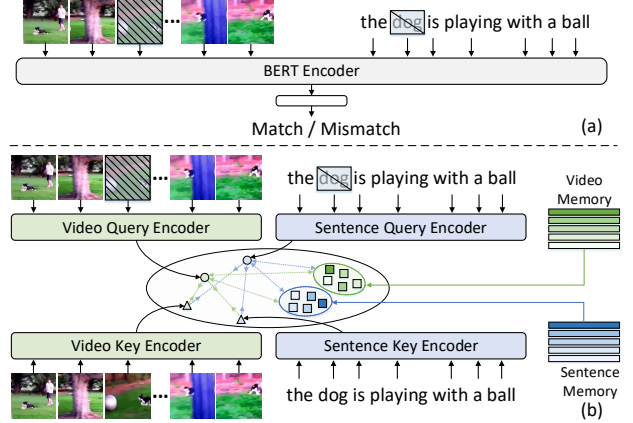 the dog is playing with a ball
BERT Encoder
Match / Mismatch
(a)
the dog is playing with a ball
Video Memory
Video Query Encoder
Sentence Query Encoder
Video Key Encoder
Sentence Key Encoder
the dog is playing with a ball
Sentence Memory
(b)